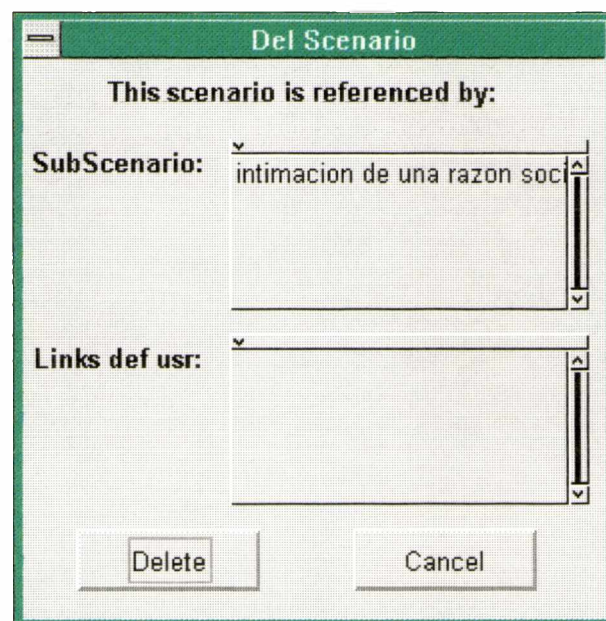 Del Scenario
This scenario is referenced by:
SubScenario:
intimacion de una razon soci
Links def usr:
Delete
Cancel